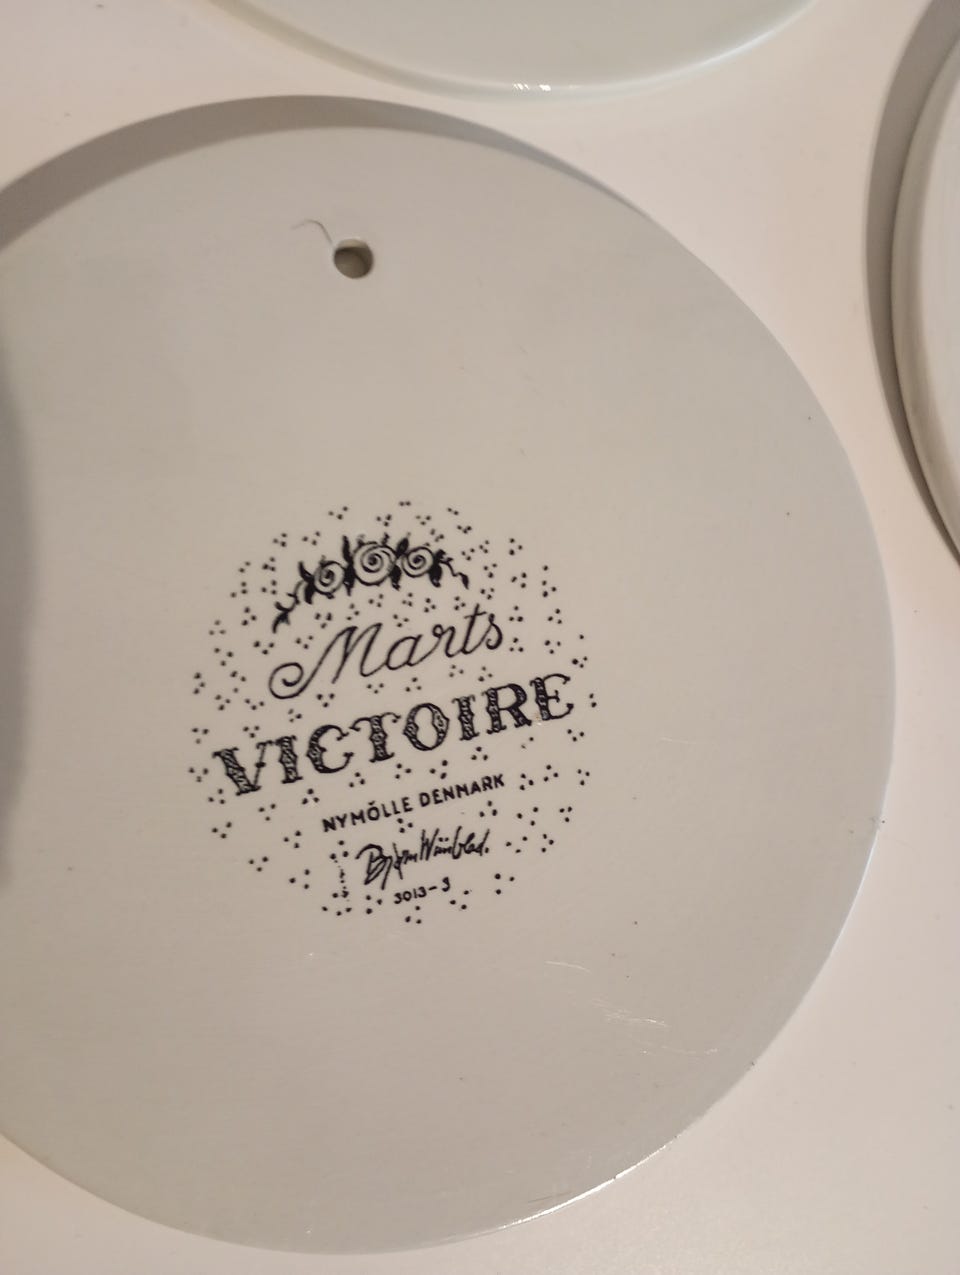 Marts
VICTOIRE
NYMÖLLE DENMARK
Bjørn Wiinblad.
3013-3